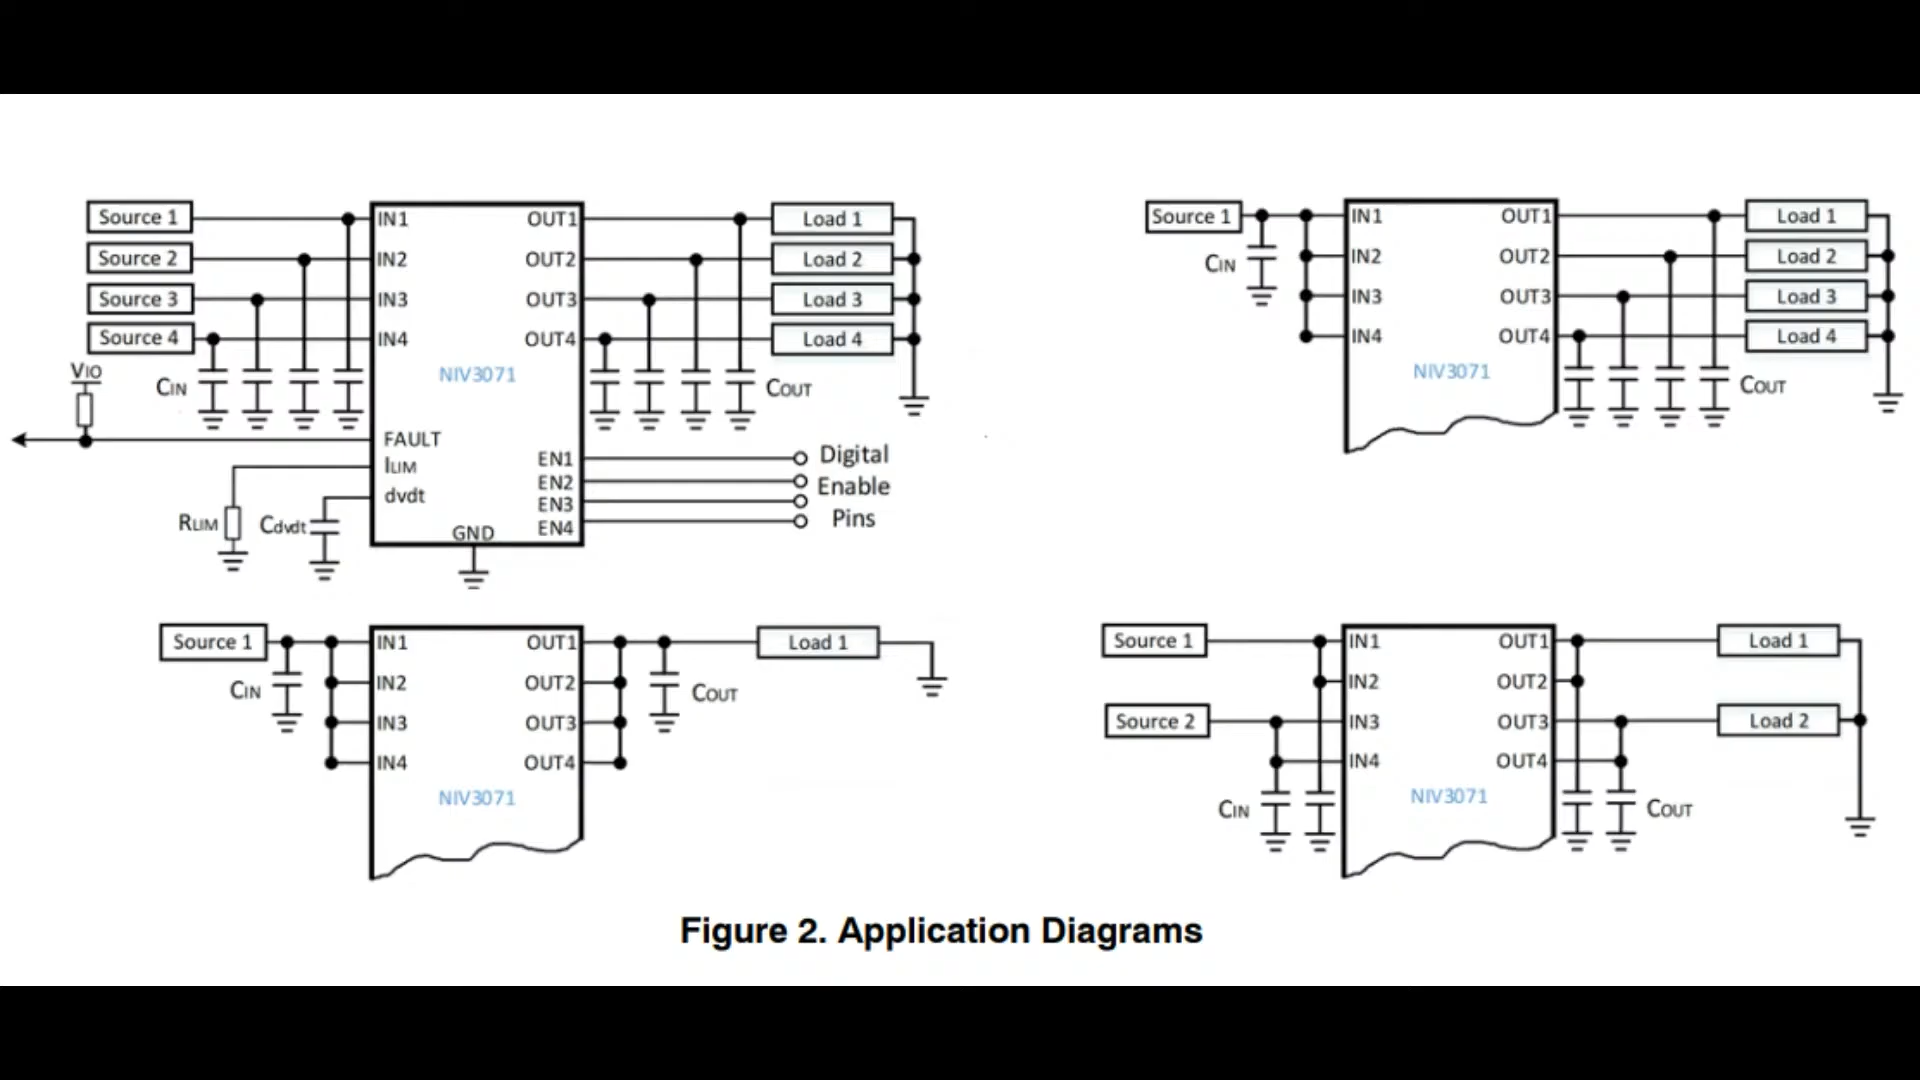 Source 1
Source 2
Source 3
Source 4
VIO
CIN
IN1
IN2
IN3
IN4
NIV3071
FAULT
ILIM
dvdt
GND
RLIM
Cdvdt
OUT1
OUT2
OUT3
OUT4
EN1
EN2
EN3
EN4
Load 1
Load 2
Load 3
Load 4
COUT
Digital
Enable
Pins
Source 1
CIN
IN1
IN2
IN3
IN4
NIV3071
OUT1
OUT2
OUT3
OUT4
Load 1
Load 2
Load 3
Load 4
COUT
Source 1
CIN
IN1
IN2
IN3
IN4
NIV3071
OUT1
OUT2
OUT3
OUT4
COUT
Load 1
Source 1
Source 2
CIN
IN1
IN2
IN3
IN4
NIV3071
OUT1
OUT2
OUT3
OUT4
Load 1
Load 2
COUT
Figure 2. Application Diagrams